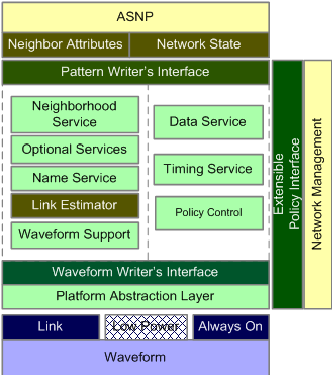 ASNP
Neighbor Attributes
Network State
Pattern Writer's Interface
Neighborhood
Service
Optional Services
Name Service
Link Estimator
Waveform Support
Data Service
Timing Service
Policy Control
Waveform Writer's Interface
Platform Abstraction Layer
Link
Low Power
Always On
Waveform
Extensible
Policy Interface
Network Management